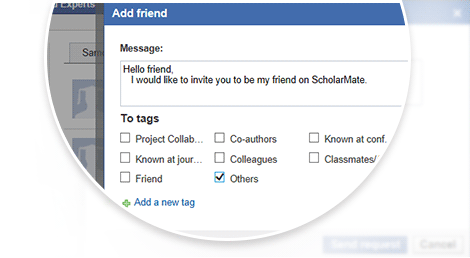 Experts
Add friend
Sam
Message:
Hello friend,
I would like to invite you to be my friend on ScholarMate.
To tags
Project Collab... Co-authors Known at conf.
Known at jour... Colleagues Classmates/
Friend Others
Add a new tag
Send request Cancel